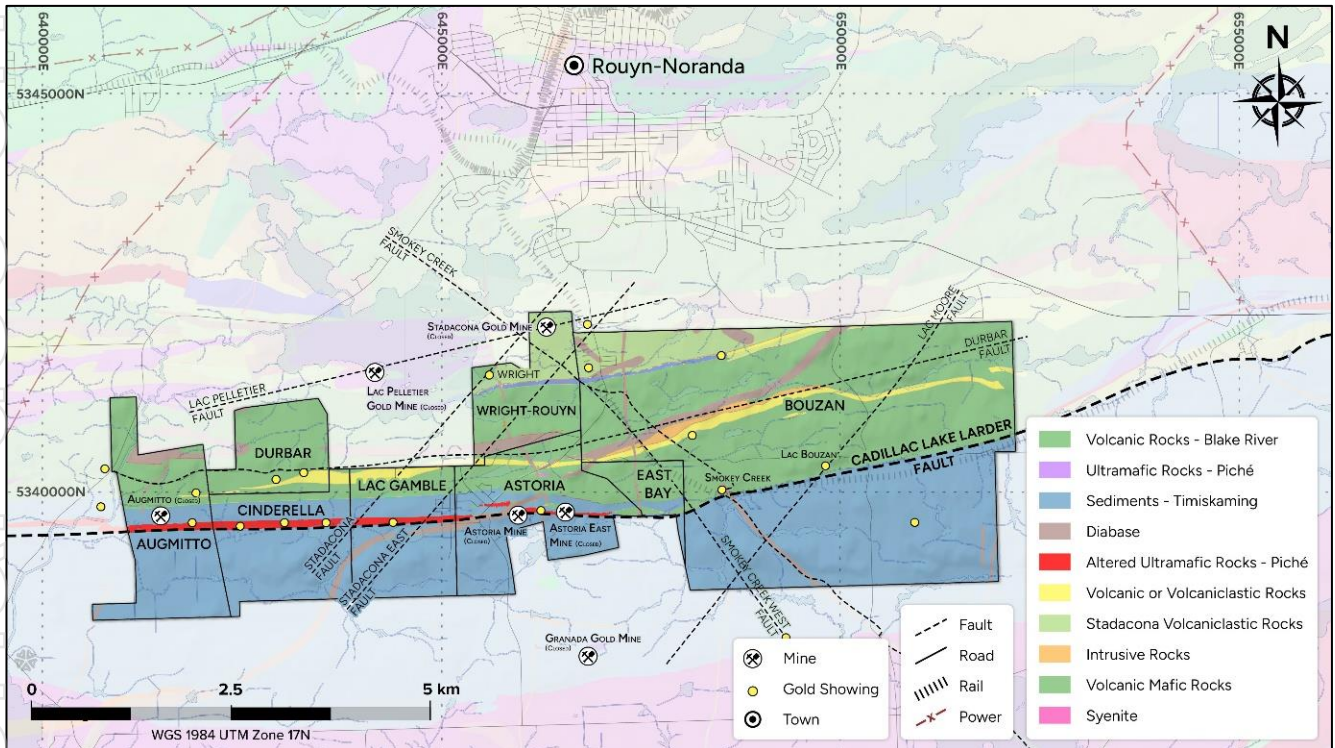 640000E
645000E
650000E
655000E
N
Rouyn-Noranda
5345000N
SMOKEY CREEK
FAULT
LAC MOORE
FAULT
STADACONA GOLD MINE
(CLOSED)
DURBAR
FAULT
LAC PELLETIER
FAULT
LAC PELLETIER
GOLD MINE (CLOSED)
WRIGHT
WRIGHT-ROUYN
BOUZAN
DURBAR
CADILLAC LAKE LARDER
FAULT
LAC BOUZAN
EAST
BAY
SMOKEY CREEK
5340000N
LAC GAMBLE
ASTORIA
AUGMITTO (CLOSED)
CINDERELLA
AUGMITTO
ASTORIA MINE
(CLOSED)
ASTORIA EAST
MINE (CLOSED)
STADACONA
FAULT
STADACONA EAST
FAULT
SMOKEY CREEK WEST
FAULT
GRANADA GOLD MINE
(CLOSED)
0
2.5
5 km
WGS 1984 UTM Zone 17N
Mine
Gold Showing
Town
Fault
Road
Rail
Power
Volcanic Rocks - Blake River
Ultramafic Rocks - Piché
Sediments - Timiskaming
Diabase
Altered Ultramafic Rocks - Piché
Volcanic or Volcaniclastic Rocks
Stadacona Volcaniclastic Rocks
Intrusive Rocks
Volcanic Mafic Rocks
Syenite